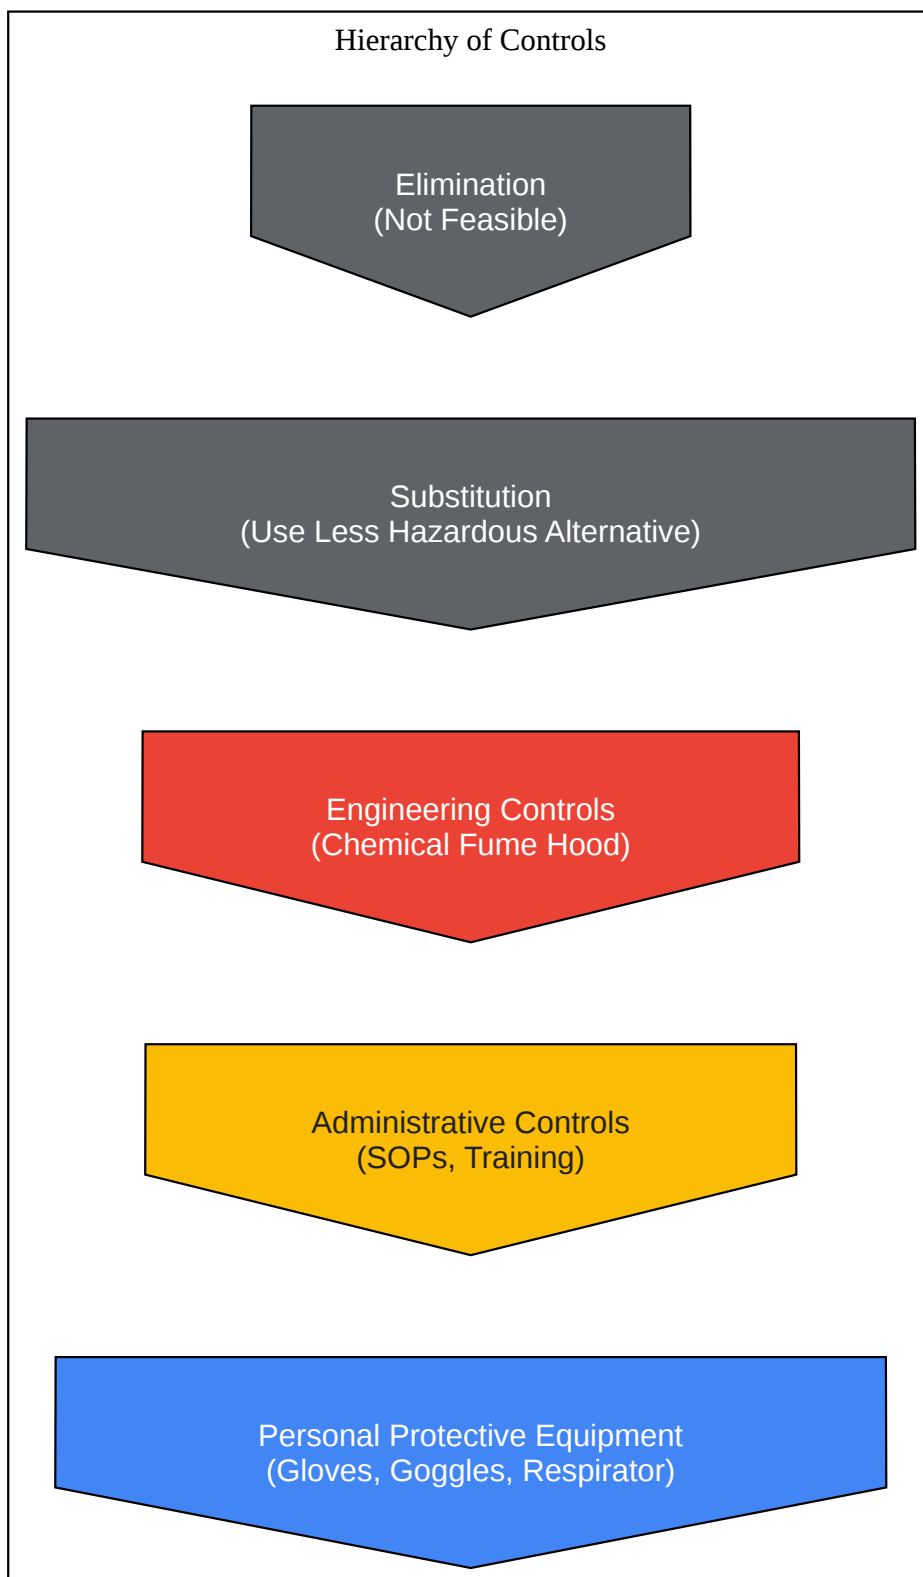 Hierarchy of Controls
Elimination
(Not Feasible)
Substitution
(Use Less Hazardous Alternative)
Engineering Controls
(Chemical Fume Hood)
Administrative Controls
(SOPs, Training)
Personal Protective Equipment
(Gloves, Goggles, Respirator)